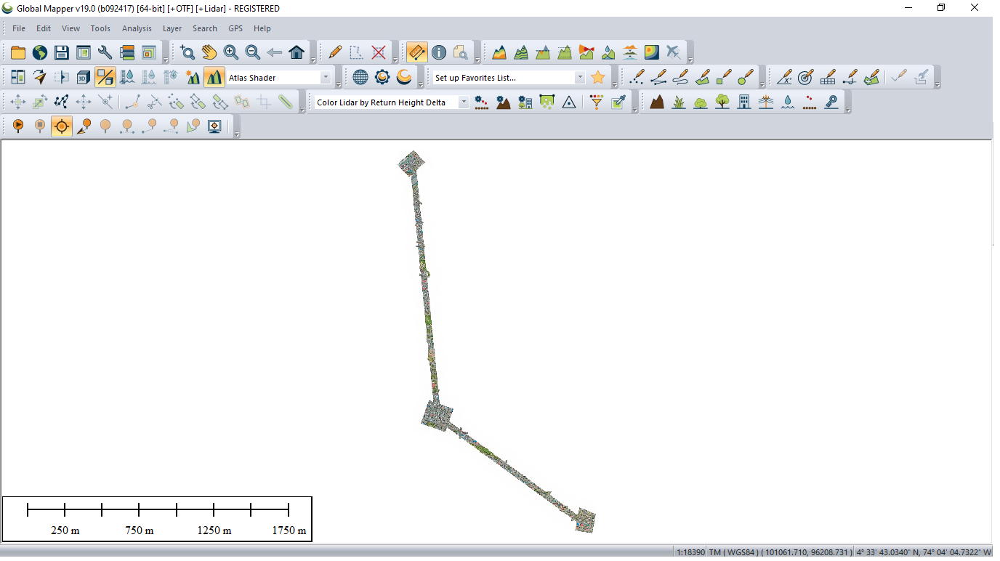 Global Mapper v19.0 (b092417) [64-bit] [+OTF] [+Lidar] - REGISTERED
File Edit View Tools Analysis Layer Search GPS Help
3D Atlas Shader Set up Favorites List...
Color Lidar by Return Height Delta
250 m 750 m 1250 m 1750 m
1:18390 TM ( WGS84 ) ( 101061.710, 96208.731 ) 4° 33' 43.0340" N, 74° 04' 04.7322" W